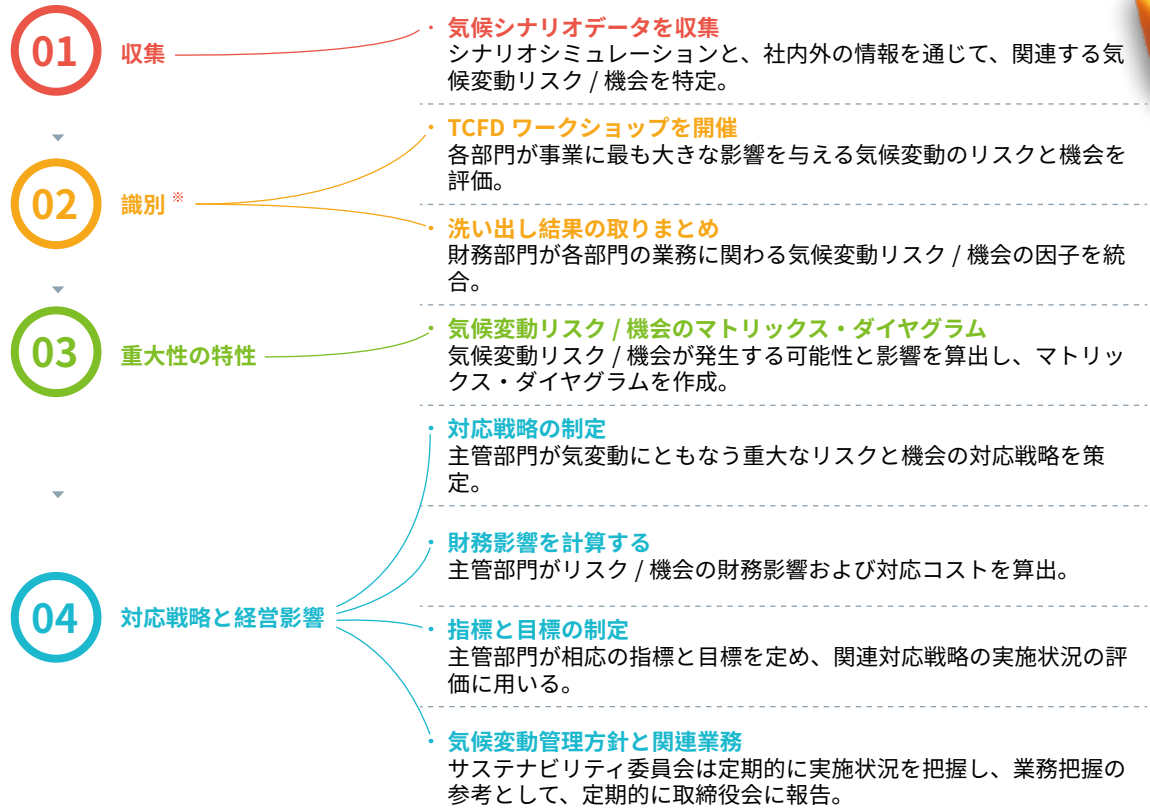 01
収集
・ 気候シナリオデータを収集
シナリオシミュレーションと、社内外の情報を通じて、関連する気
候変動リスク / 機会を特定。
02
識別 ※
・ TCFD ワークショップを開催
各部門が事業に最も大きな影響を与える気候変動のリスクと機会を
評価。
・ 洗い出し結果の取りまとめ
財務部門が各部門の業務に関わる気候変動リスク / 機会の因子を統
合。
03
重大性の特性
・ 気候変動リスク / 機会のマトリックス・ダイヤグラム
気候変動リスク / 機会が発生する可能性と影響を算出し、マトリッ
クス・ダイヤグラムを作成。
04
対応戦略と経営影響
・ 対応戦略の制定
主管部門が気変動にともなう重大なリスクと機会の対応戦略を策
定。
・ 財務影響を計算する
主管部門がリスク / 機会の財務影響および対応コストを算出。
・ 指標と目標の制定
主管部門が相応の指標と目標を定め、関連対応戦略の実施状況の評
価に用いる。
・ 気候変動管理方針と関連業務
サステナビリティ委員会は定期的に実施状況を把握し、業務把握の
参考として、定期的に取締役会に報告。